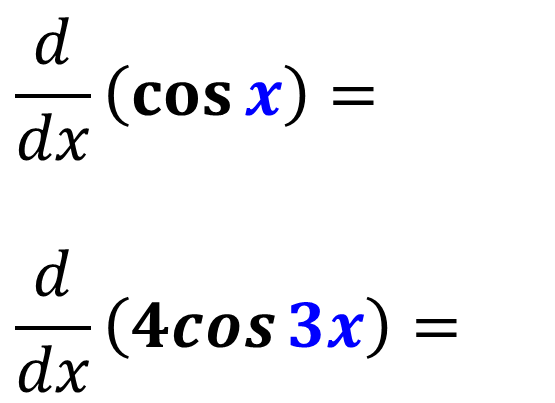 d/dx (cos x) =
d/dx (4cos 3x) =